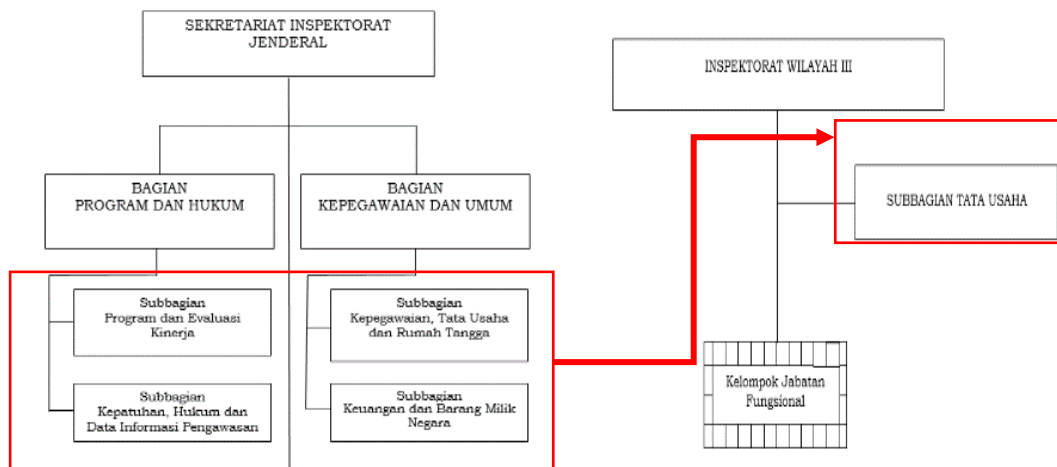 SEKRETARIAT INSPEKTORAT
JENDERAL
INSPEKTORAT WILAYAH III
BAGIAN
PROGRAM DAN HUKUM
BAGIAN
KEPEGAWAIAN DAN UMUM
SUBBAGIAN TATA USAHA
Subbagian
Program dan Evaluasi
Kinerja
Subbagian
Kepegawaian, Tata Usaha
dan Rumah Tangga
Subbagian
Kepatuhan, Hukum dan
Data Informasi Pengawasan
Subbagian
Keuangan dan Barang Milik
Negara
Kelompok Jabatan
Fungsional